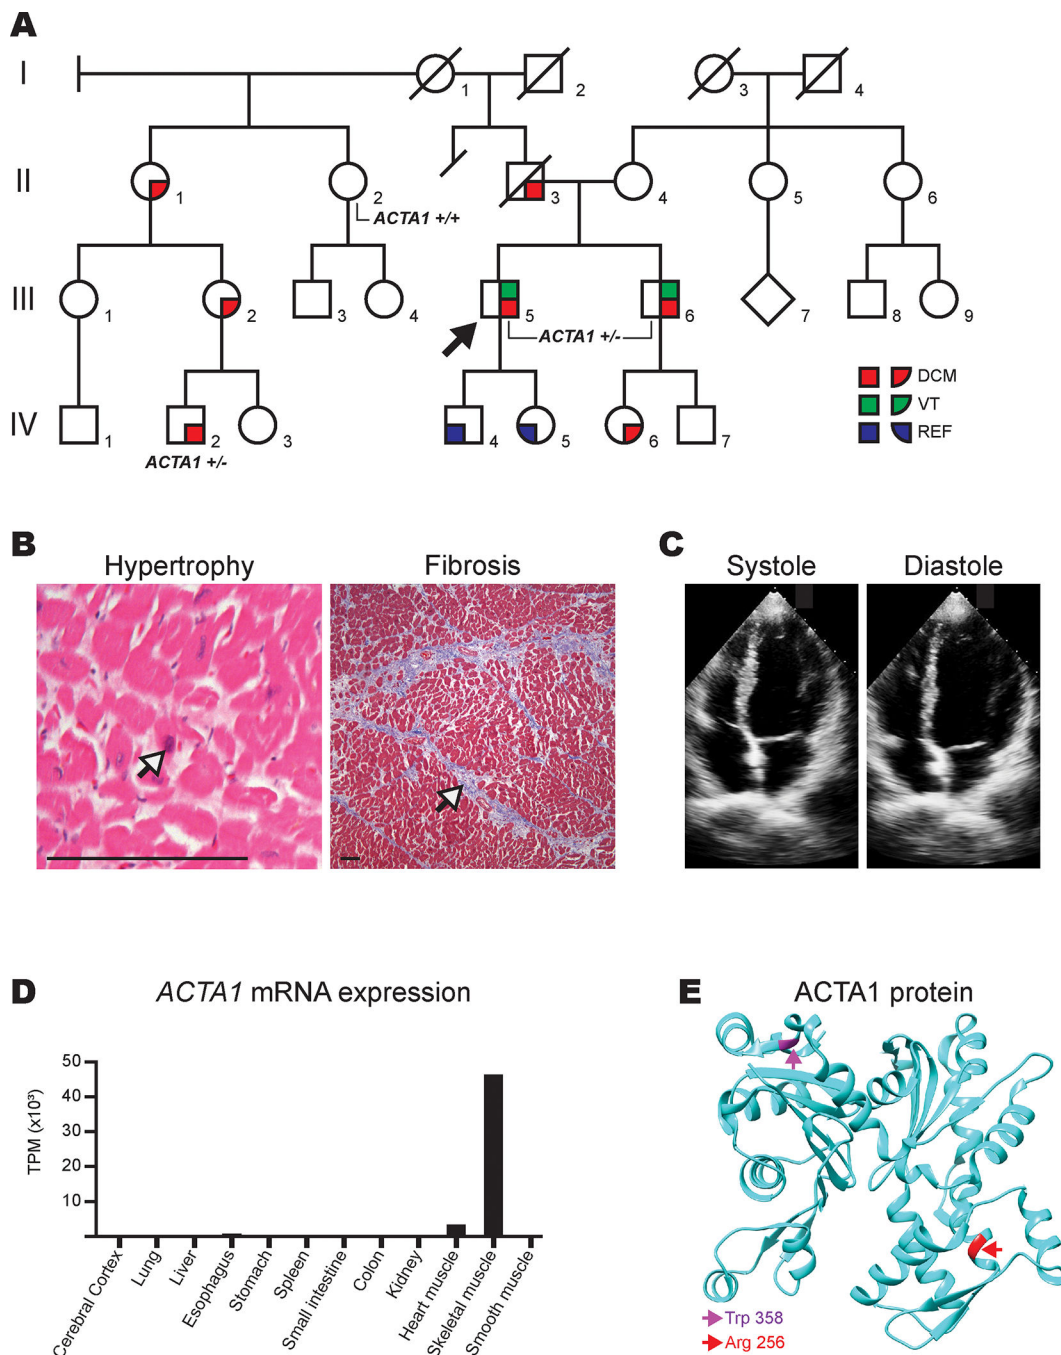 A
I
1
2
3
4
II
1
2
3
4
5
6
ACTA1 +/+
III
1
2
3
4
5
6
7
8
9
ACTA1 +/-
DCM
VT
REF
IV
1
2
3
4
5
6
7
ACTA1 +/-
B
Hypertrophy
Fibrosis
C
Systole
Diastole
D
ACTA1 mRNA expression
TPM (x10³)
50
40
30
20
10
Cerebral Cortex
Lung
Liver
Esophagus
Stomach
Spleen
Small intestine
Colon
Kidney
Heart muscle
Skeletal muscle
Smooth muscle
E
ACTA1 protein
Trp 358
Arg 256